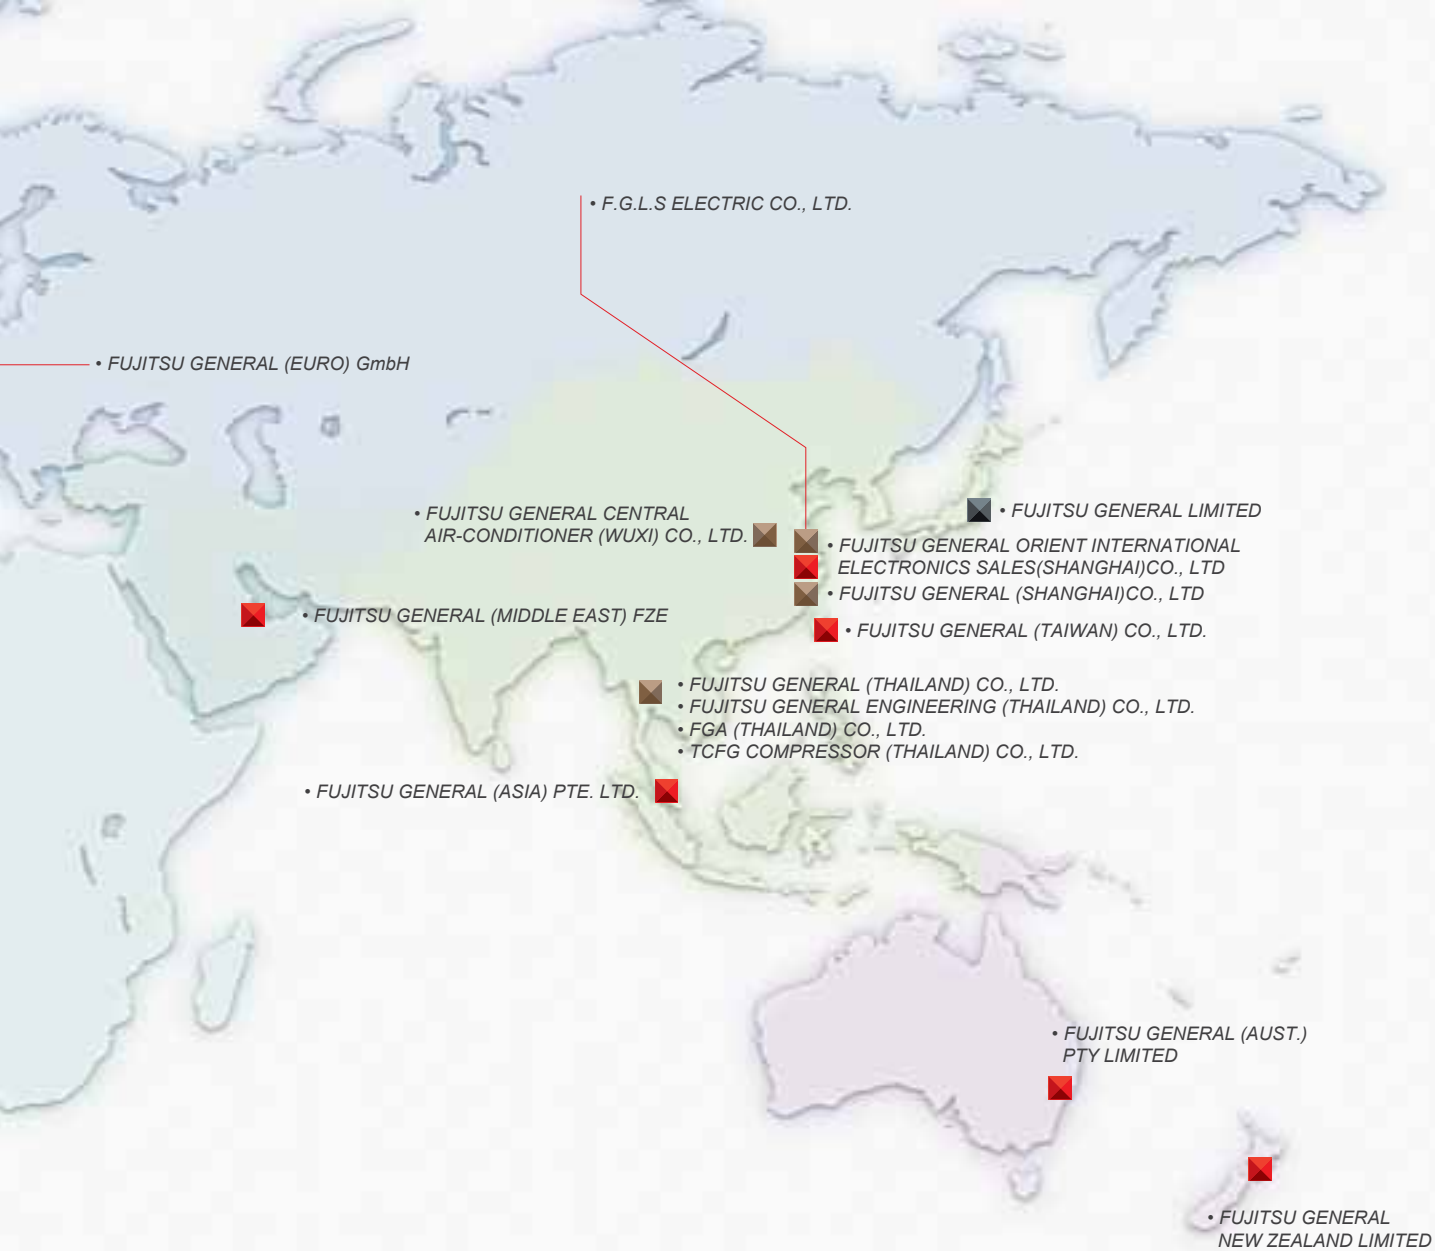 • F.G.L.S ELECTRIC CO., LTD.
• FUJITSU GENERAL (EURO) GmbH
• FUJITSU GENERAL CENTRAL
AIR-CONDITIONER (WUXI) CO., LTD.
• FUJITSU GENERAL LIMITED
• FUJITSU GENERAL ORIENT INTERNATIONAL
ELECTRONICS SALES(SHANGHAI)CO., LTD
• FUJITSU GENERAL (SHANGHAI)CO., LTD
• FUJITSU GENERAL (MIDDLE EAST) FZE
• FUJITSU GENERAL (TAIWAN) CO., LTD.
• FUJITSU GENERAL (THAILAND) CO., LTD.
• FUJITSU GENERAL ENGINEERING (THAILAND) CO., LTD.
• FGA (THAILAND) CO., LTD.
• TCFG COMPRESSOR (THAILAND) CO., LTD.
• FUJITSU GENERAL (ASIA) PTE. LTD.
• FUJITSU GENERAL (AUST.)
PTY LIMITED
• FUJITSU GENERAL
NEW ZEALAND LIMITED